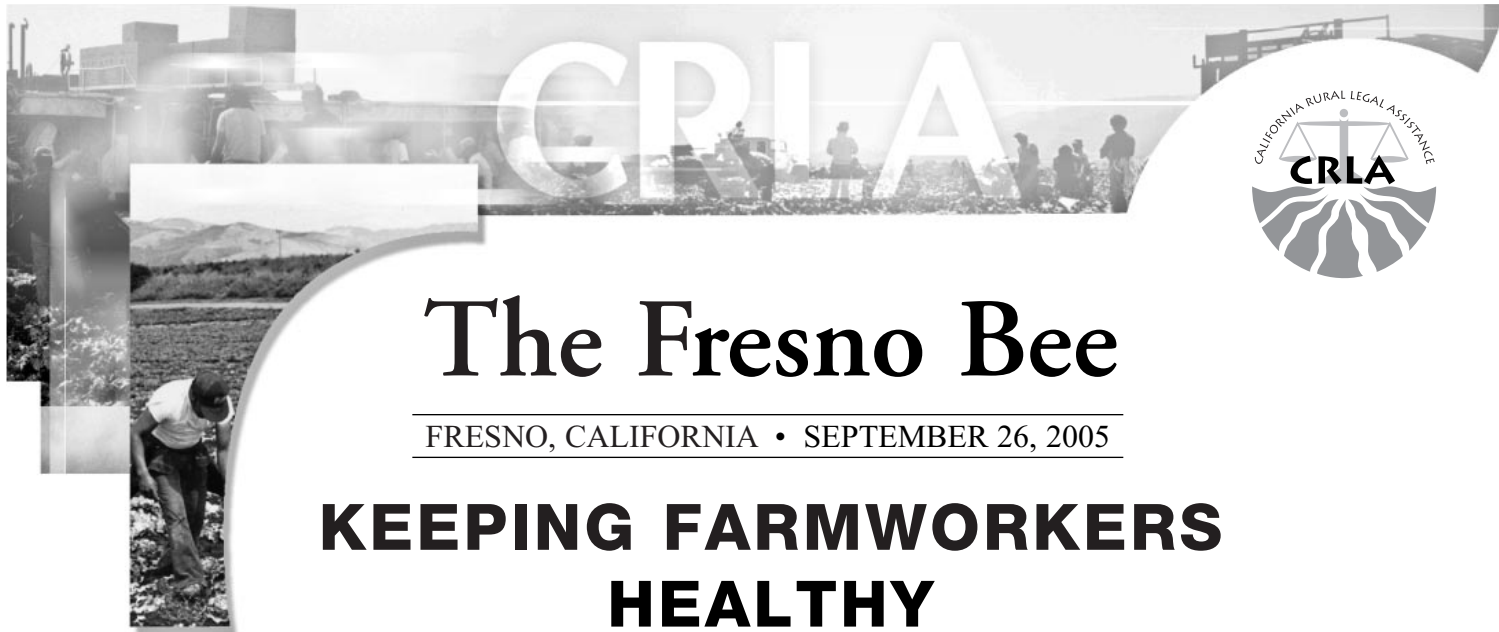 CRLA
CALIFORNIA RURAL LEGAL ASSISTANCE
CRLA
The Fresno Bee
FRESNO, CALIFORNIA • SEPTEMBER 26, 2005
KEEPING FARMWORKERS
HEALTHY